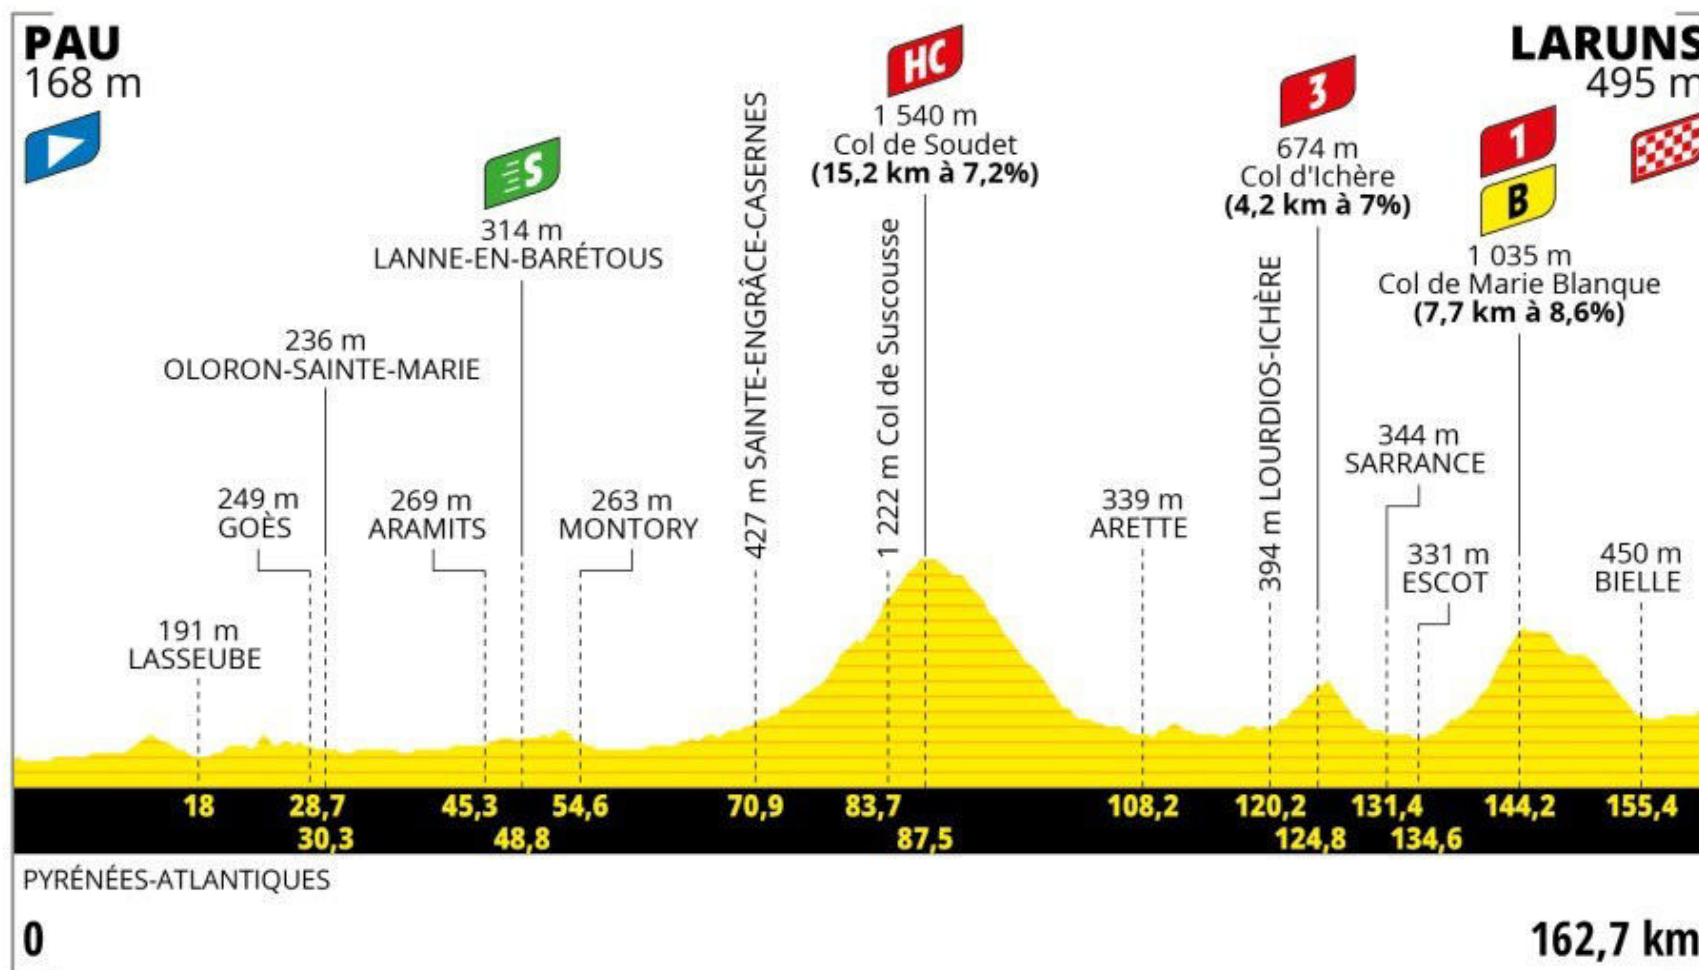 PAU
168 m
LARUNS
495 m
HC
1 540 m
Col de Soudet
(15,2 km à 7,2%)
3
674 m
Col d'Ichère
(4,2 km à 7%)
1
B
1 035 m
Col de Marie Blanque
(7,7 km à 8,6%)
S
314 m
LANNE-EN-BARÉTOUS
236 m
OLORON-SAINTE-MARIE
249 m
GOÈS
269 m
ARAMITS
263 m
MONTORY
191 m
LASSEUBE
427 m SAINTE-ENGRÂCE-CASERNES
1 222 m Col de Suscousse
339 m
ARETTE
394 m LOURDIOS-ICHÈRE
344 m
SARRANCE
331 m
ESCOT
450 m
BIELLE
18 28,7 45,3 54,6 70,9 83,7 108,2 120,2 131,4 144,2 155,4
30,3 48,8 87,5 124,8 134,6
PYRÉNÉES-ATLANTIQUES
0 162,7 km